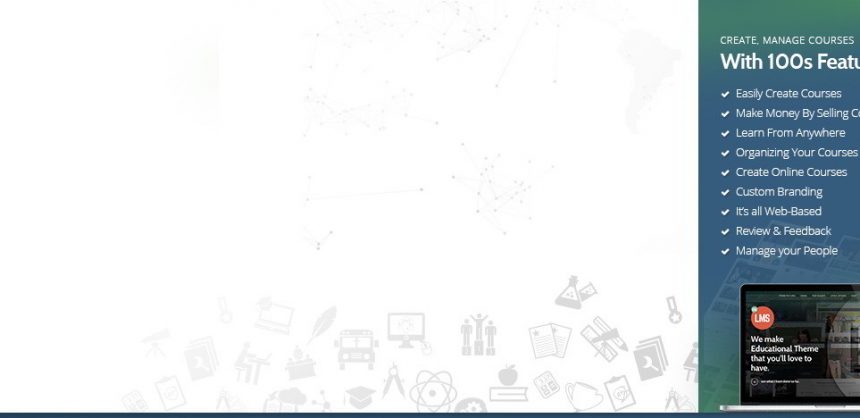 CREATE, MANAGE COURSES
With 100s Featu
Easily Create Courses
Make Money By Selling Co
Learn From Anywhere
Organizing Your Courses
Create Online Courses
Custom Branding
It's all Web-Based
Review & Feedback
Manage your People
LMS
We make
Educational Theme
that you'll love to
have.